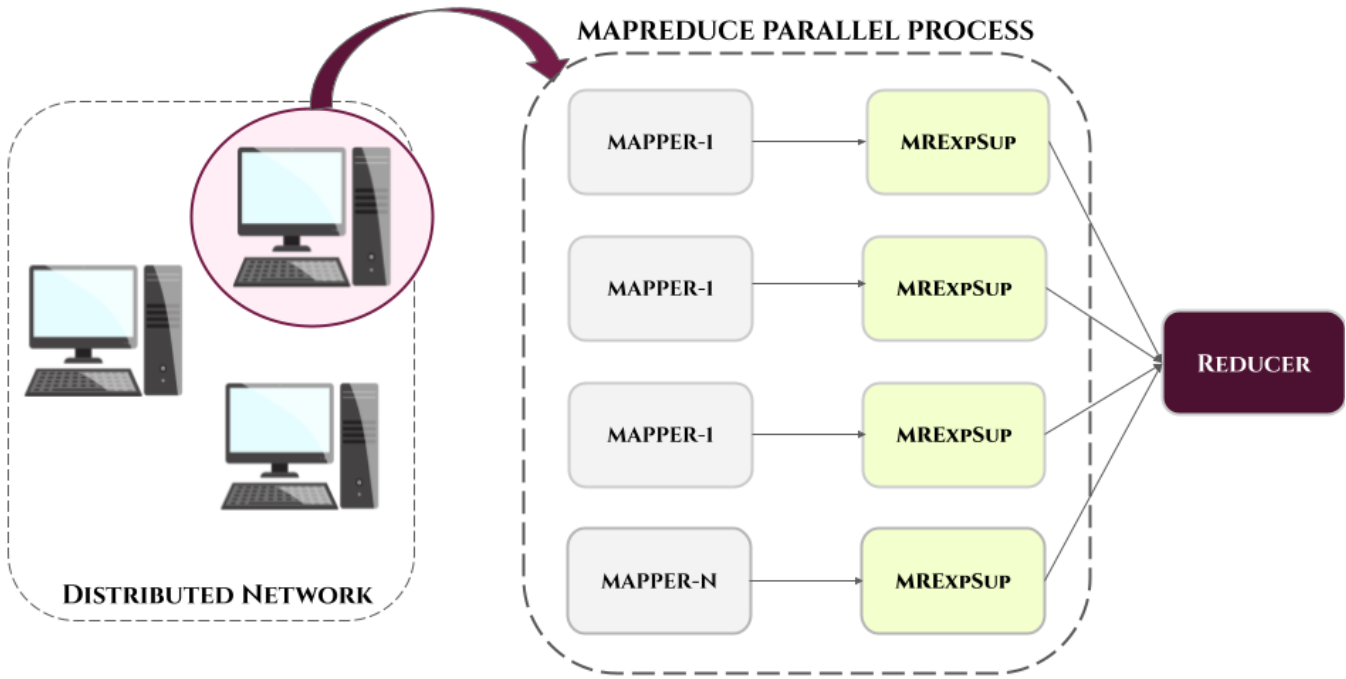 MAPREDUCE PARALLEL PROCESS
MAPPER-1
MREXPSUP
MAPPER-1
MREXPSUP
MAPPER-1
MREXPSUP
MAPPER-N
MREXPSUP
REDUCER
DISTRIBUTED NETWORK